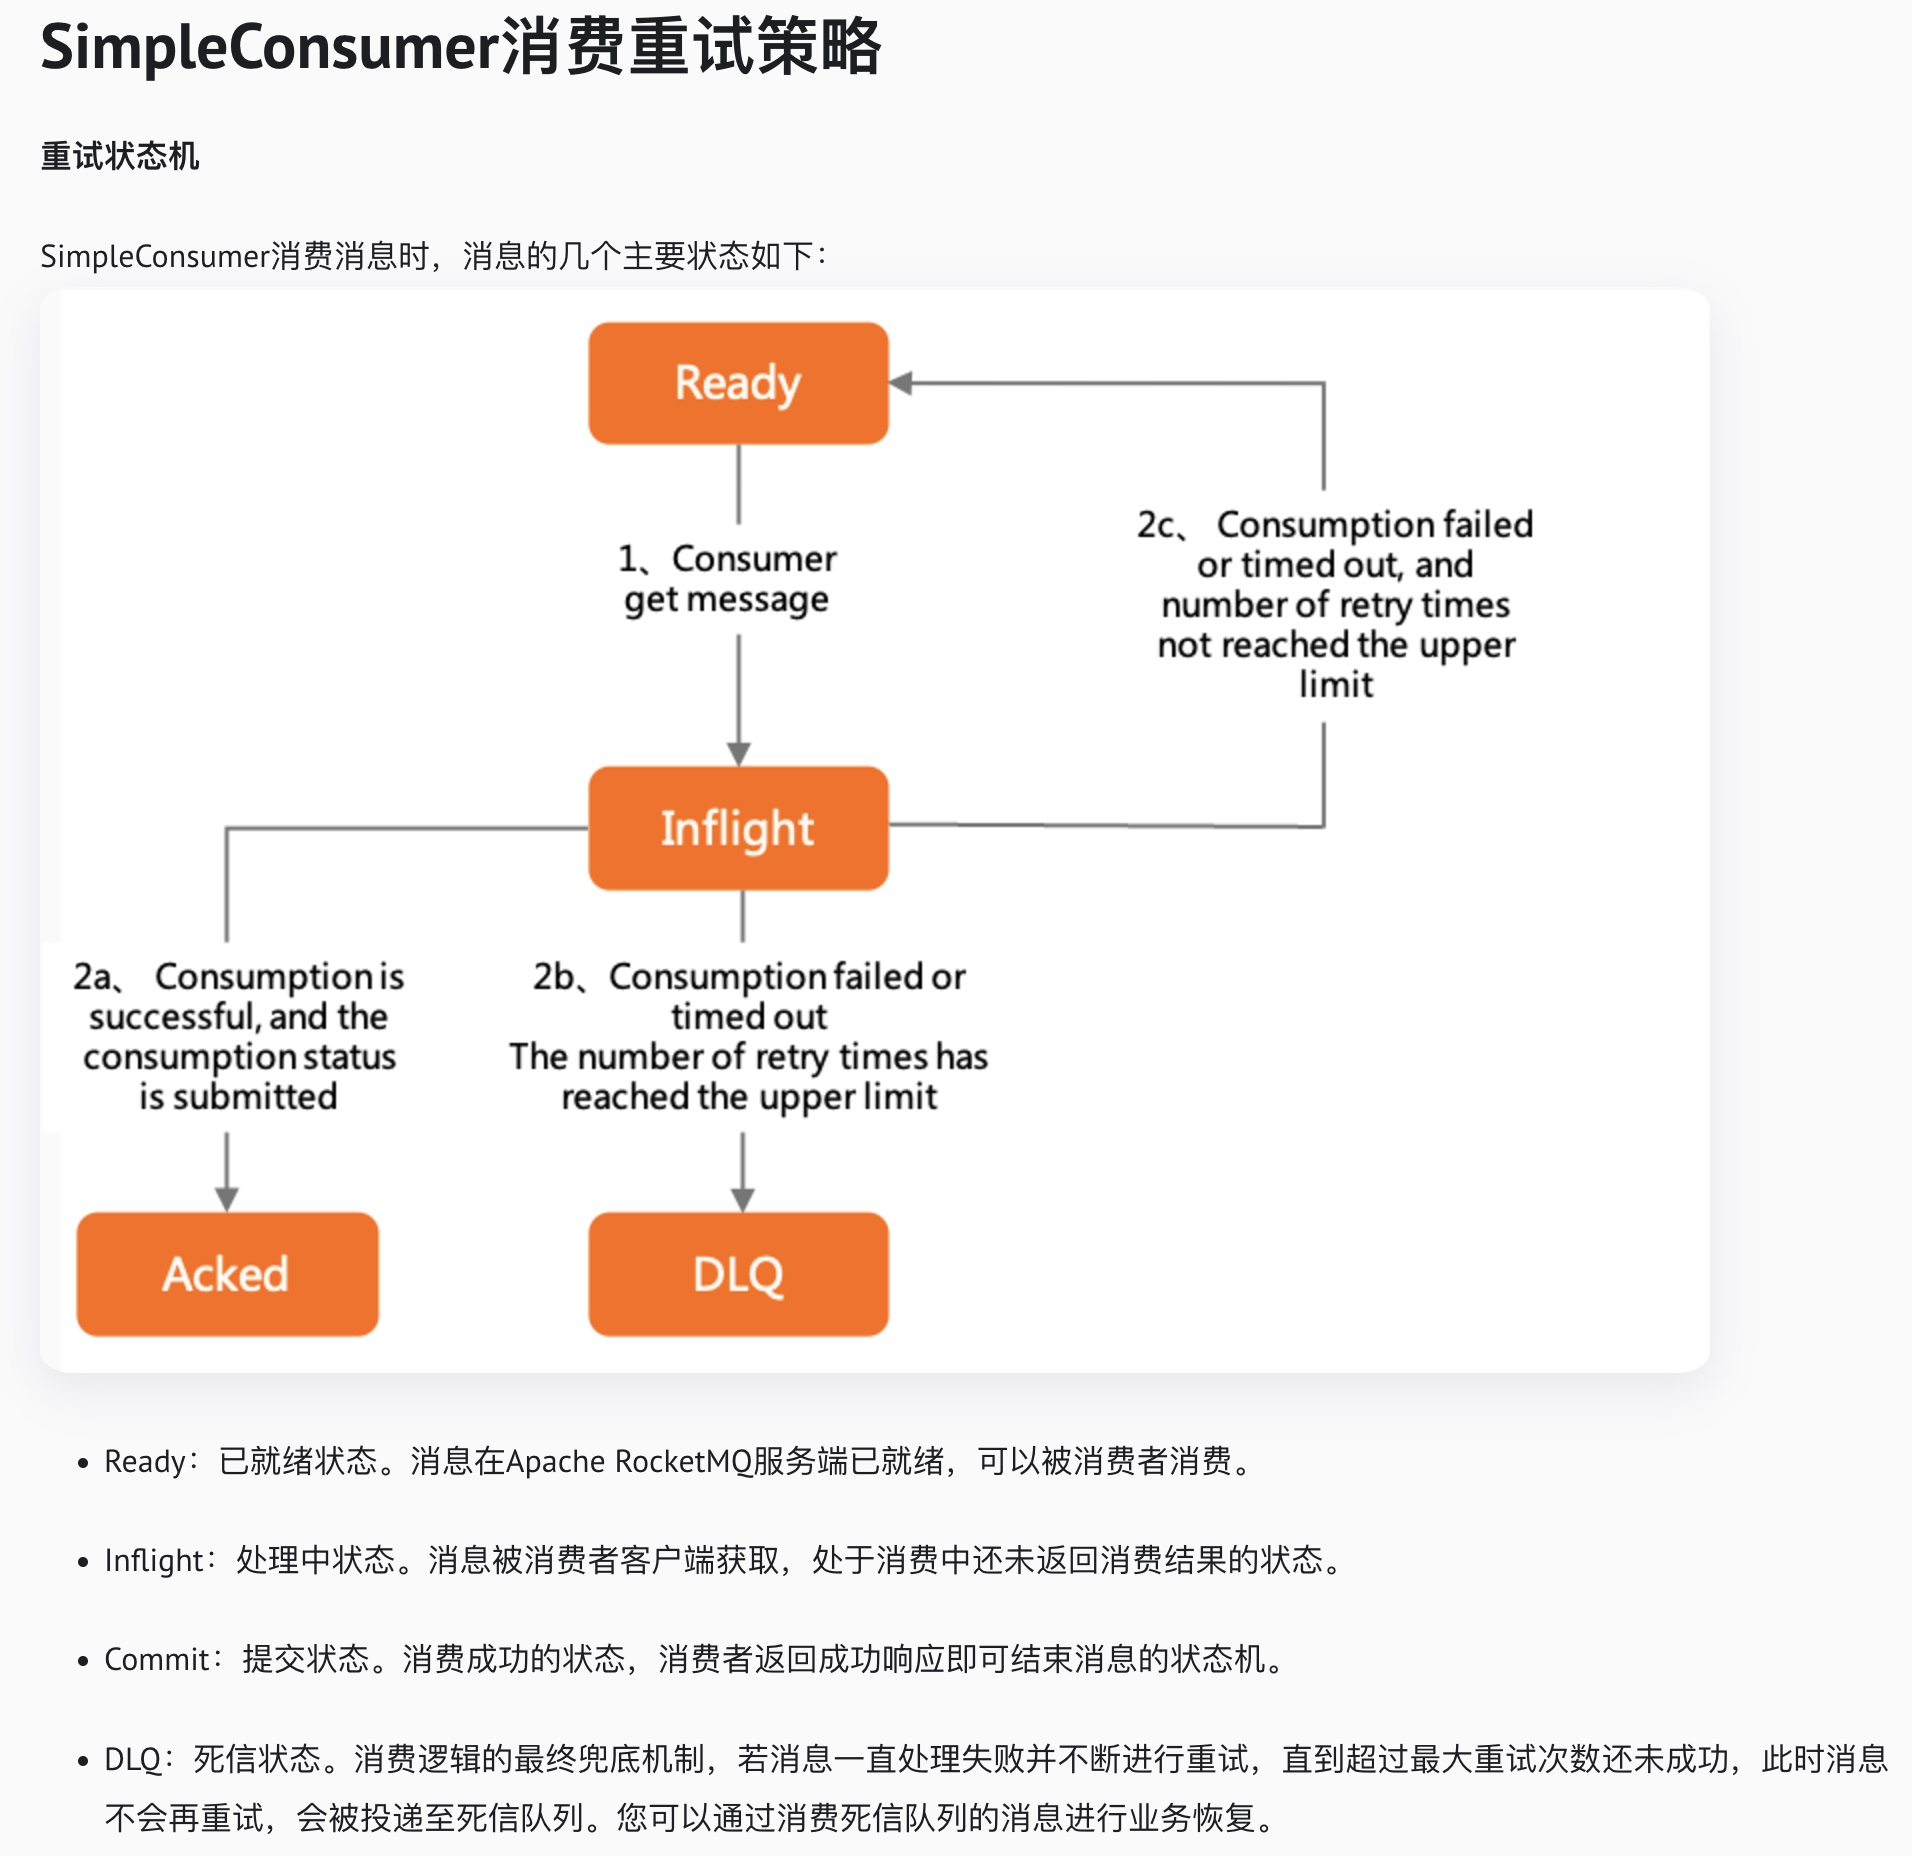 SimpleConsumer消费重试策略
重试状态机
SimpleConsumer消费消息时，消息的几个主要状态如下：
Ready
1、Consumer
get message
2c、 Consumption failed
or timed out, and
number of retry times
not reached the upper
limit
Inflight
2a、 Consumption is
successful, and the
consumption status
is submitted
2b、Consumption failed or
timed out
The number of retry times has
reached the upper limit
Acked
DLQ
• Ready：已就绪状态。消息在Apache RocketMQ服务端已就绪，可以被消费者消费。
• Inflight：处理中状态。消息被消费者客户端获取，处于消费中还未返回消费结果的状态。
• Commit：提交状态。消费成功的状态，消费者返回成功响应即可结束消息的状态机。
• DLQ：死信状态。消费逻辑的最终兜底机制，若消息一直处理失败并不断进行重试，直到超过最大重试次数还未成功，此时消息
不会再重试，会被投递至死信队列。您可以通过消费死信队列的消息进行业务恢复。